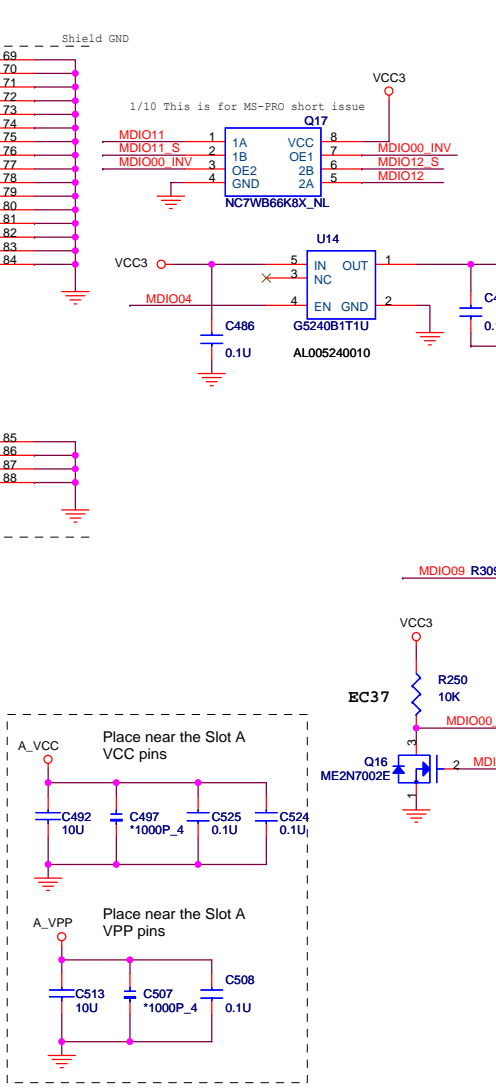 Shield GND
69
70
71
72
73
74
75
76
77
78
79
80
81
82
83
84
VCC3
1/10 This is for MS-PRO short issue
Q17
MDIO11 1 1A VCC 8
MDIO11_S 2 1B OE1 7 MDIO00_INV
MDIO00_INV 3 OE2 2B 6 MDIO12_S
4 GND 2A 5 MDIO12
NC7WB66K8X_NL
U14
VCC3 5 IN OUT 1
3 NC
MDIO04 4 EN GND 2
C486
0.1U
G5240B1T1U
AL005240010
85
86
87
88
MDIO09 R309
VCC3
R250
10K
EC37
MDIO00_
3
Q16
ME2N7002E
2
1
Place near the Slot A
VCC pins
A_VCC
C492
10U
C497
*1000P_4
C525
0.1U
C524
0.1U
Place near the Slot A
VPP pins
A_VPP
C513
10U
C507
*1000P_4
C508
0.1U